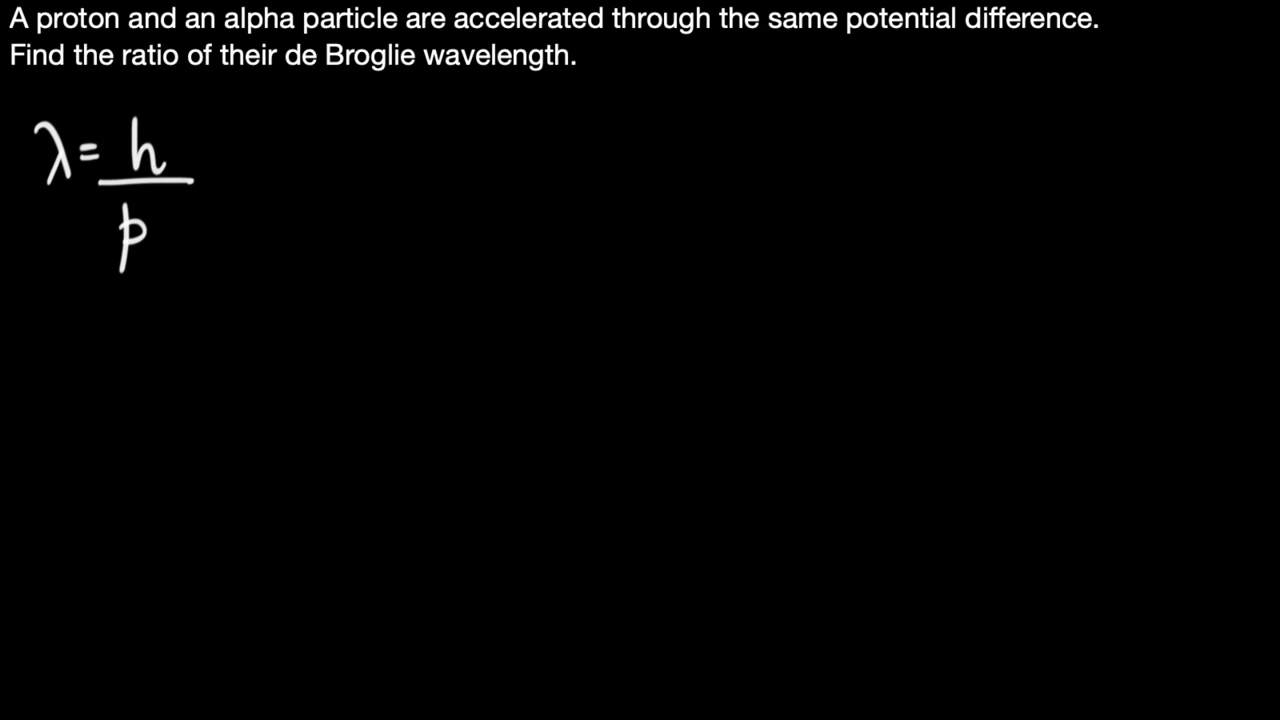 A proton and an alpha particle are accelerated through the same potential difference.
Find the ratio of their de Broglie wavelength.
λ = h
p